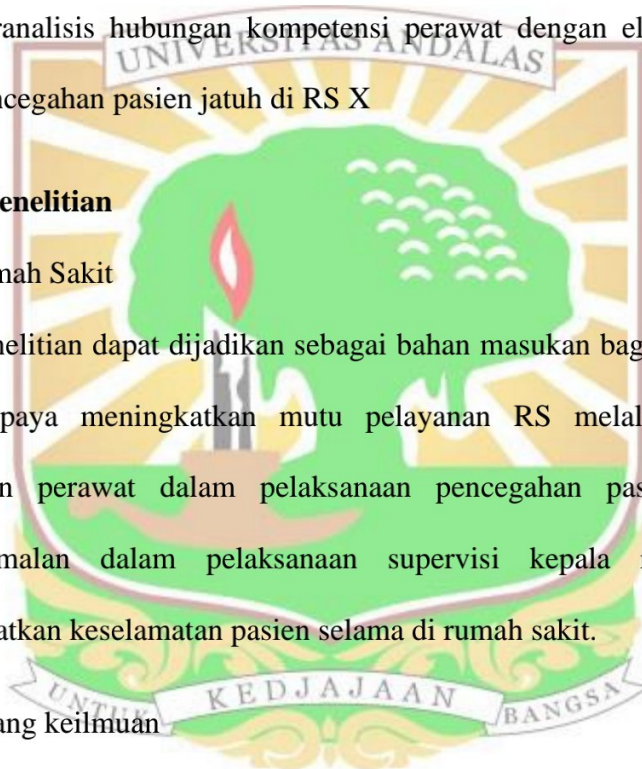 ranalisis hubungan kompetensi perawat dengan el
UNIVERSITAS ANDALAS
ncegahan pasien jatuh di RS X
enelitian
mah Sakit
nelitian dapat dijadikan sebagai bahan masukan bag
paya meningkatkan mutu pelayanan RS melal
n perawat dalam pelaksanaan pencegahan pas
malan dalam pelaksanaan supervisi kepala
atkan keselamatan pasien selama di rumah sakit.
UNTUK KEDJAJAAN BANGSA
ang keilmuan